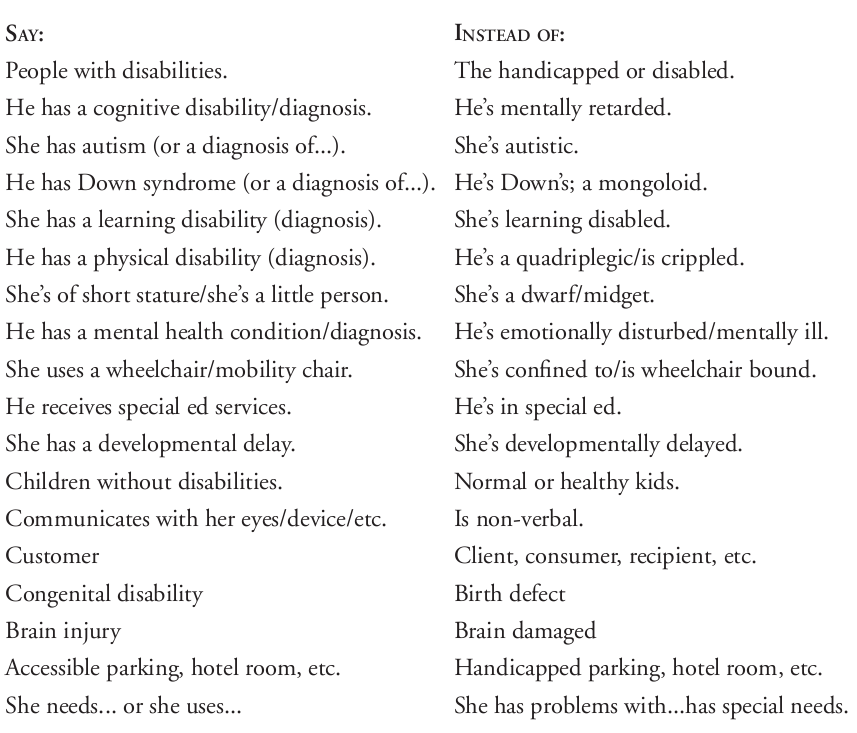 Say: Instead of:
People with disabilities. The handicapped or disabled.
He has a cognitive disability/diagnosis. He’s mentally retarded.
She has autism (or a diagnosis of...). She’s autistic.
He has Down syndrome (or a diagnosis of...). He’s Down’s; a mongoloid.
She has a learning disability (diagnosis). She’s learning disabled.
He has a physical disability (diagnosis). He’s a quadriplegic/is crippled.
She’s of short stature/she’s a little person. She’s a dwarf/midget.
He has a mental health condition/diagnosis. He’s emotionally disturbed/mentally ill.
She uses a wheelchair/mobility chair. She’s confined to/is wheelchair bound.
He receives special ed services. He’s in special ed.
She has a developmental delay. She’s developmentally delayed.
Children without disabilities. Normal or healthy kids.
Communicates with her eyes/device/etc. Is non-verbal.
Customer Client, consumer, recipient, etc.
Congenital disability Birth defect
Brain injury Brain damaged
Accessible parking, hotel room, etc. Handicapped parking, hotel room, etc.
She needs... or she uses... She has problems with...has special needs.